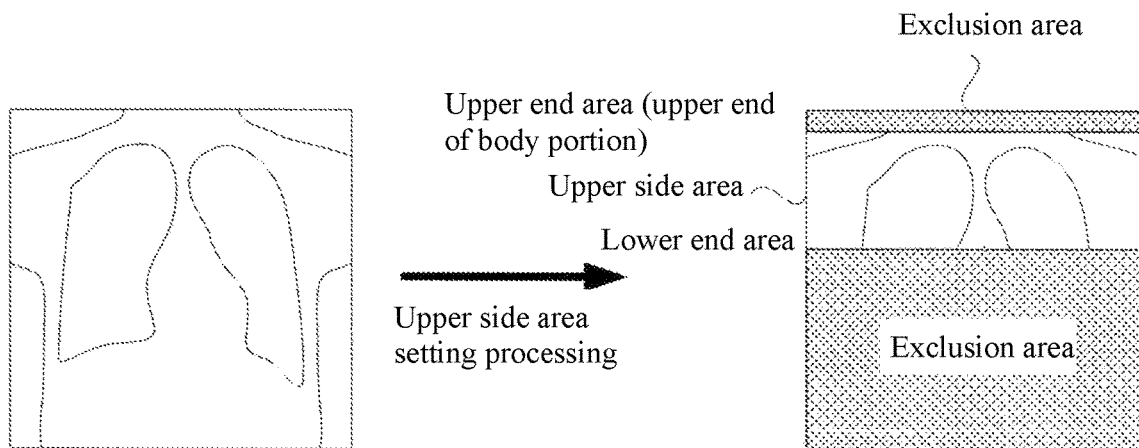 Exclusion area
Upper end area (upper end
of body portion)
Upper side area
Lower end area
Upper side area
setting processing
Exclusion area